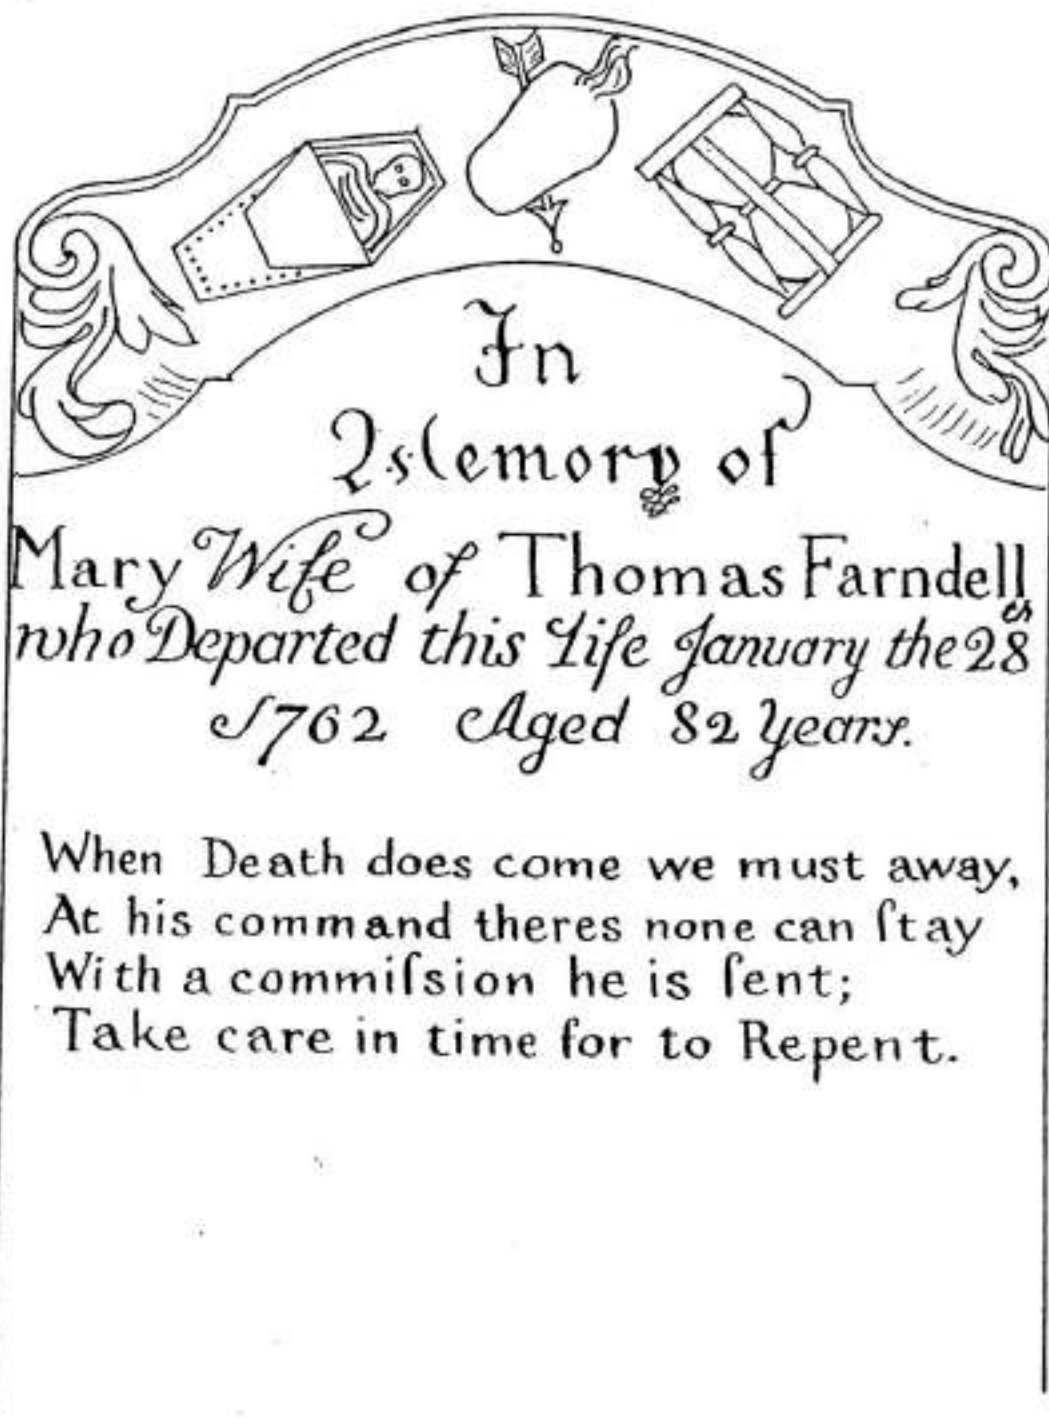 In
Memory of
Mary Wife of Thomas Farndell
who Departed this Life January the 28
1762 Aged 82 Years.
When Death does come we must away,
At his command theres none can ſtay
With a commiſsion he is ſent;
Take care in time for to Repent.